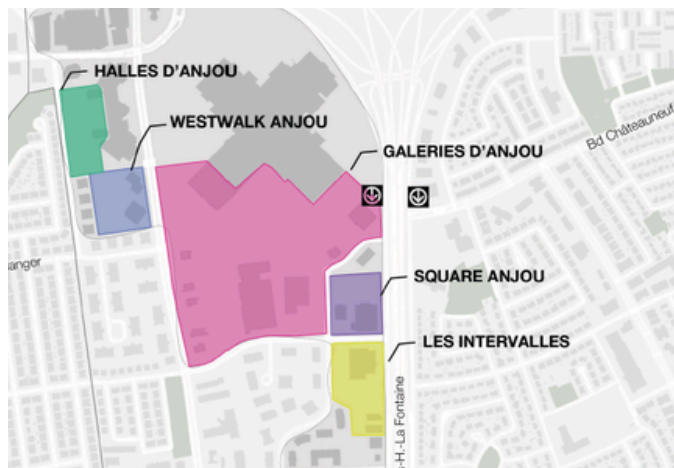 HALLES D'ANJOU
WESTWALK ANJOU
GALERIES D'ANJOU
Bd Châteauneuf
anger
SQUARE ANJOU
LES INTERVALLES
s-H.-La Fontaine